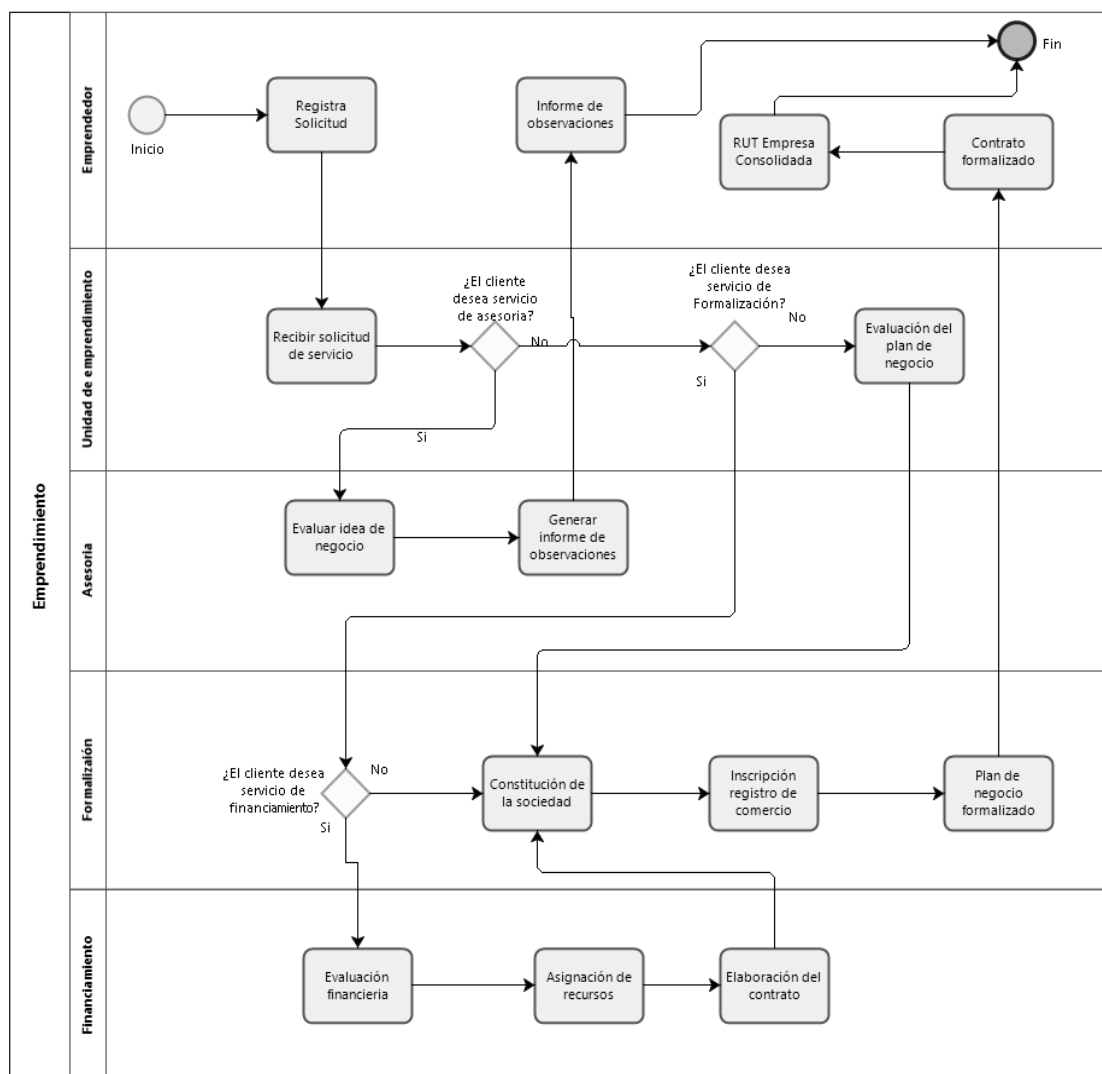 Emprendimiento
Emprendedor
Inicio
Registra
Solicitud
Informe de
observaciones
Fin
RUT Empresa
Consolidada
Contrato
formalizado
Unidad de emprendimiento
Recibir solicitud
de servicio
¿El cliente
desea servicio
de asesoria?
No
Si
¿El cliente desea
servicio de
Formalización?
No
Si
Evaluación del
plan de
negocio
Asesoria
Evaluar idea de
negocio
Generar
informe de
observaciones
Formalizaión
¿El cliente desea
servicio de
financiamiento?
No
Si
Constitución de
la sociedad
Inscripción
registro de
comercio
Plan de
negocio
formalizado
Financiamiento
Evaluación
financieria
Asignación de
recursos
Elaboración del
contrato